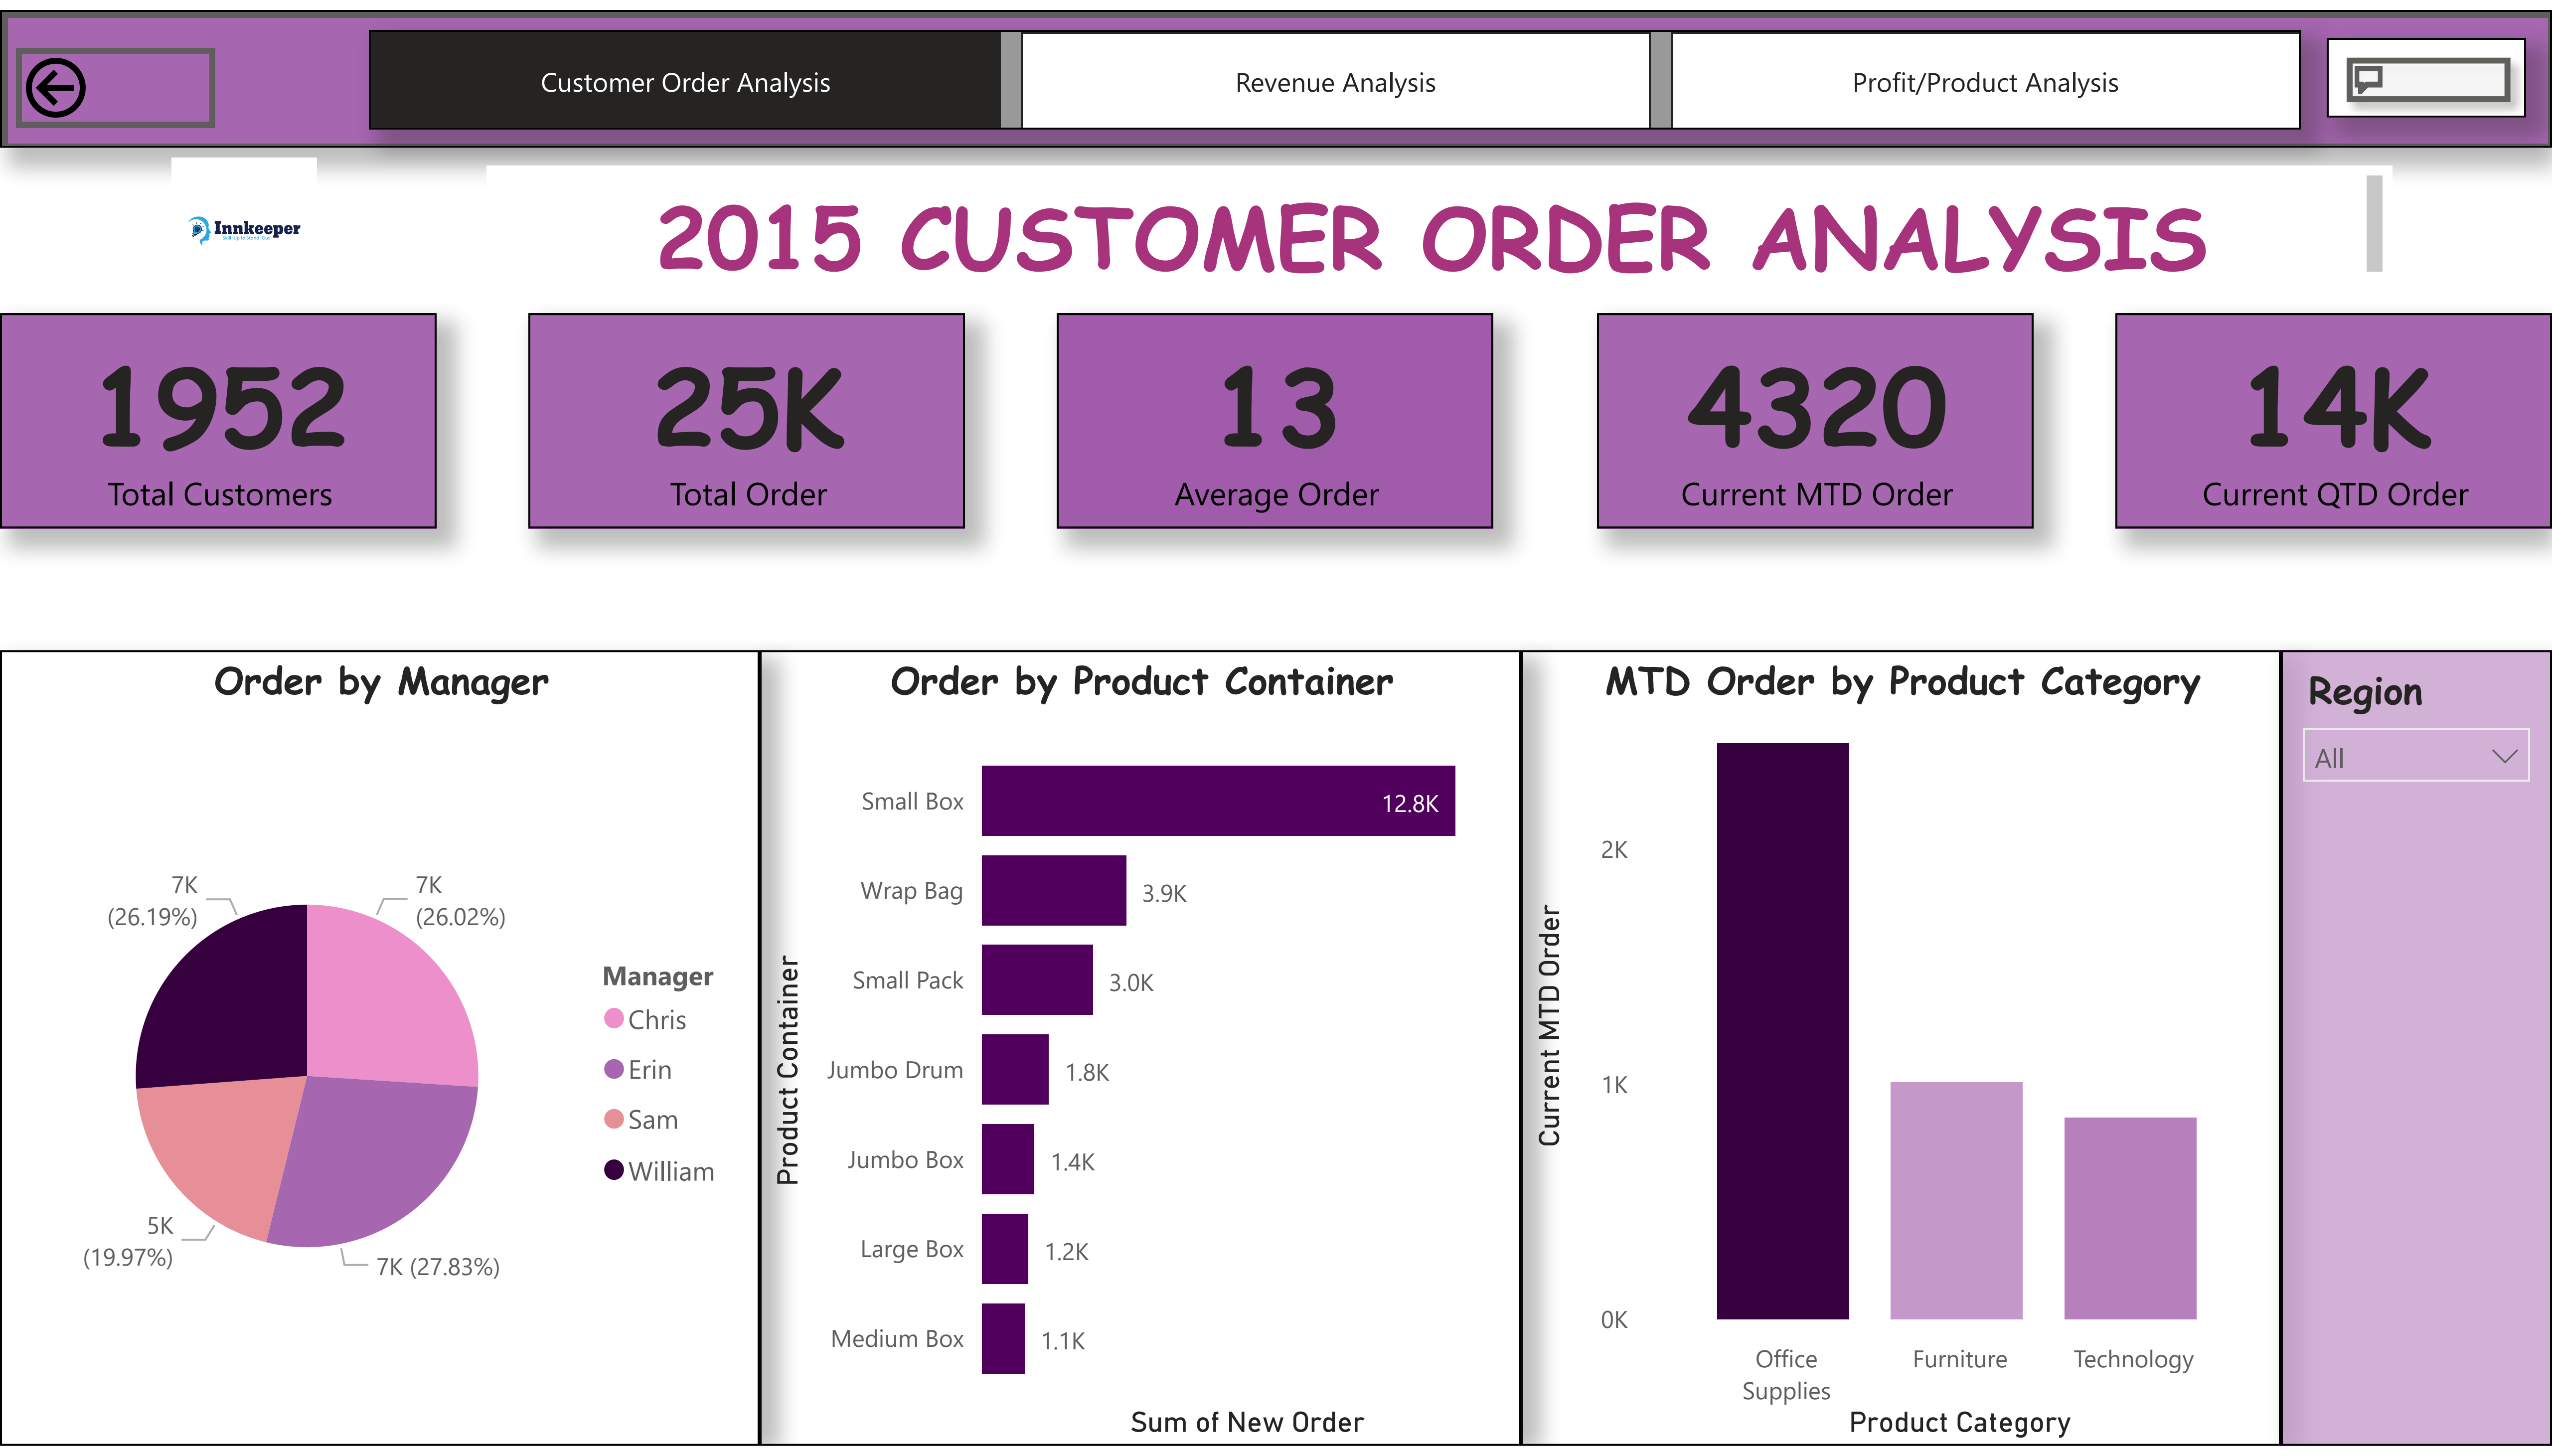 Customer Order Analysis
Revenue Analysis
Profit/Product Analysis
Innkeeper
2015 CUSTOMER ORDER ANALYSIS
1952
Total Customers
25K
Total Order
13
Average Order
4320
Current MTD Order
14K
Current QTD Order
Order by Manager
7K
(26.19%)
7K
(26.02%)
5K
(19.97%)
7K (27.83%)
Manager
Chris
Erin
Sam
William
Order by Product Container
Product Container
Small Box
12.8K
Wrap Bag
3.9K
Small Pack
3.0K
Jumbo Drum
1.8K
Jumbo Box
1.4K
Large Box
1.2K
Medium Box
1.1K
Sum of New Order
MTD Order by Product Category
Current MTD Order
2K
1K
0K
Office
Supplies
Furniture
Technology
Product Category
Region
All